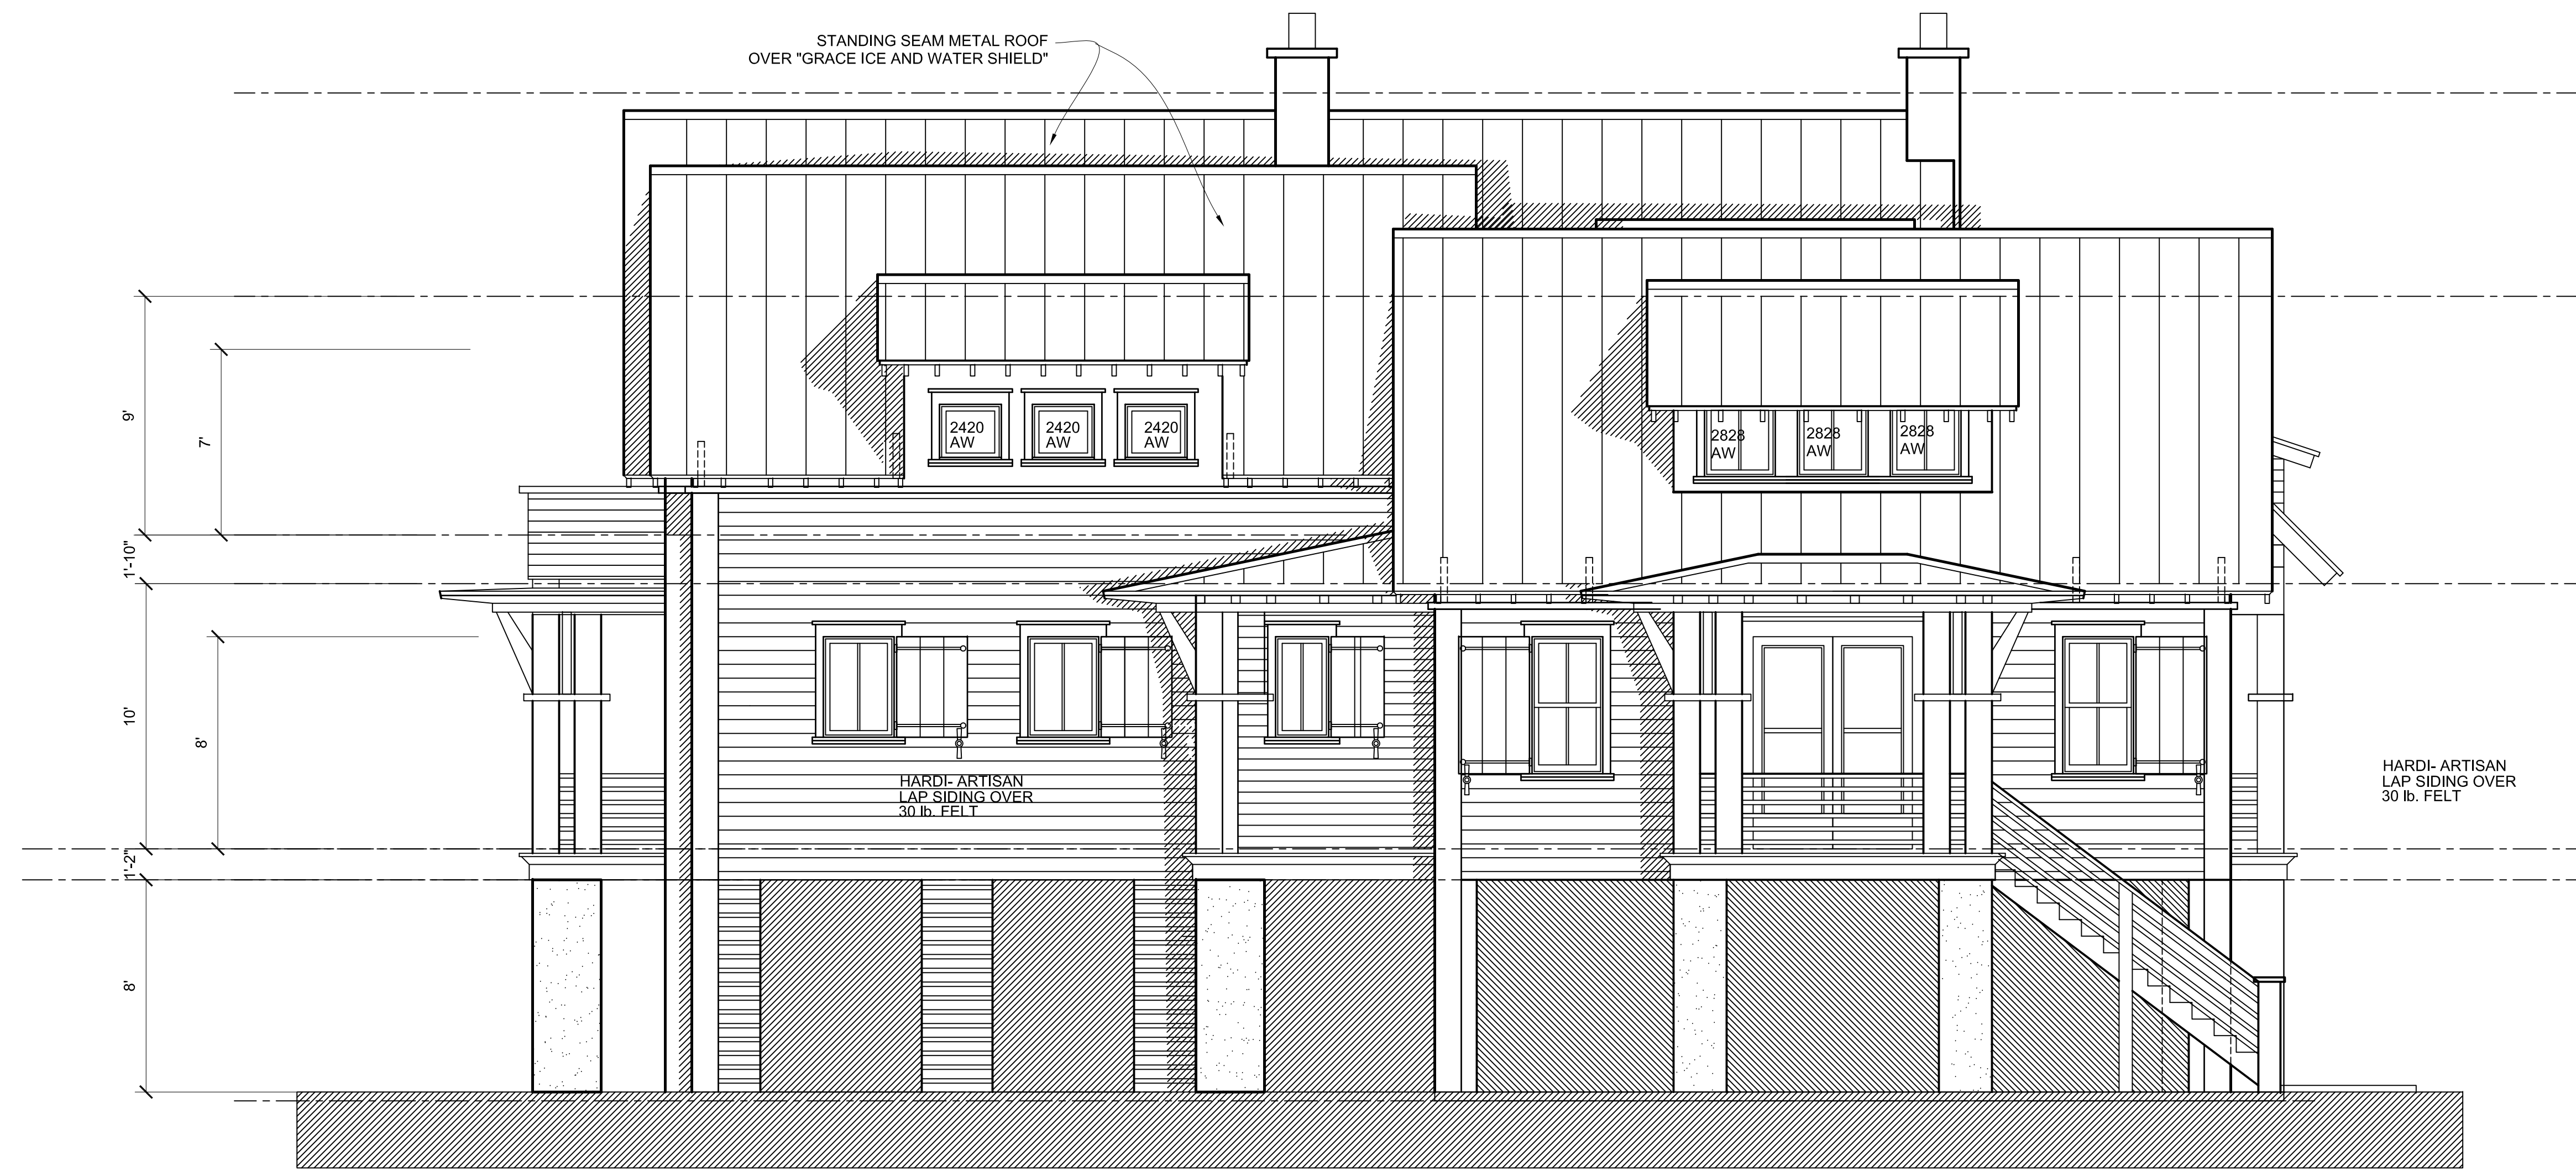 STANDING SEAM METAL ROOF
OVER "GRACE ICE AND WATER SHIELD"
9'
7'
2420
AW
2420
AW
2420
AW
2828
AW
2828
AW
2828
AW
1'-10"
10'
8'
HARDI- ARTISAN
LAP SIDING OVER
30 lb. FELT
HARDI- ARTISAN
LAP SIDING OVER
30 lb. FELT
1'-2"
8'